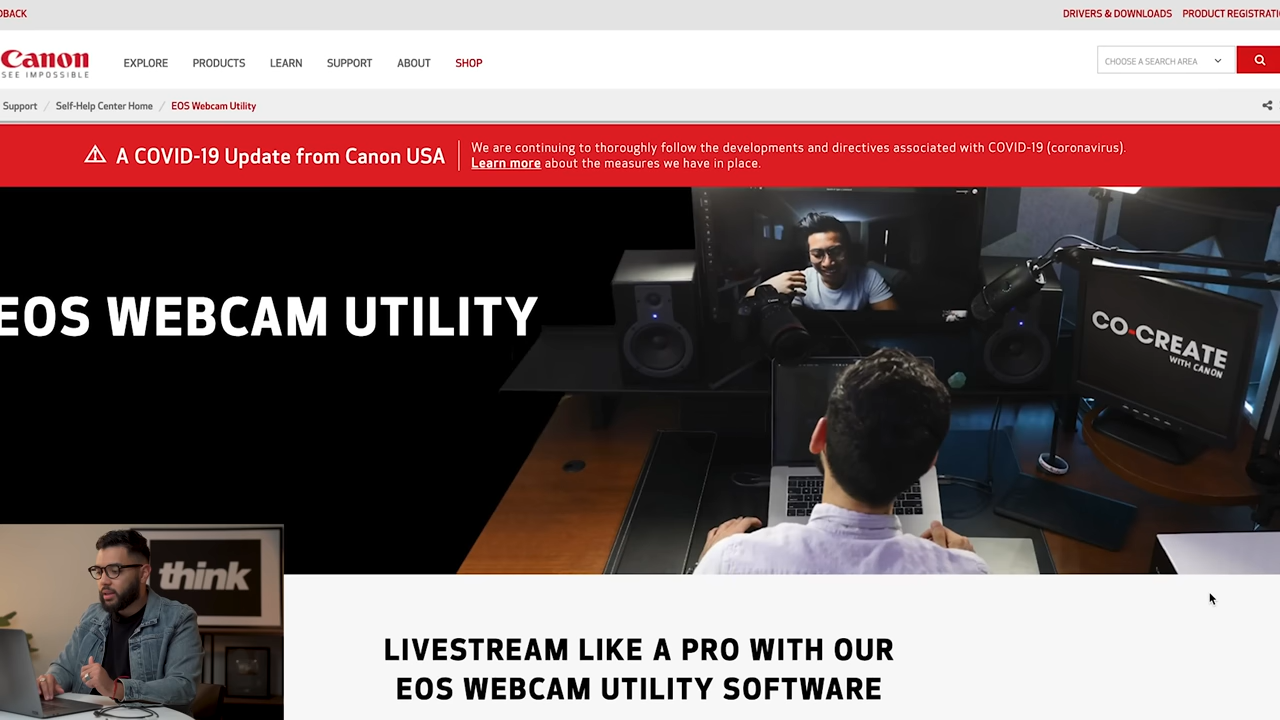 DBACK
DRIVERS & DOWNLOADS PRODUCT REGISTRATI
Canon
SEE IMPOSSIBLE
EXPLORE PRODUCTS LEARN SUPPORT ABOUT SHOP
CHOOSE A SEARCH AREA
Support / Self-Help Center Home / EOS Webcam Utility
A COVID-19 Update from Canon USA
We are continuing to thoroughly follow the developments and directives associated with COVID-19 (coronavirus).
Learn more about the measures we have in place.
EOS WEBCAM UTILITY
CO-CREATE
WITH CANON
think
LIVESTREAM LIKE A PRO WITH OUR
EOS WEBCAM UTILITY SOFTWARE